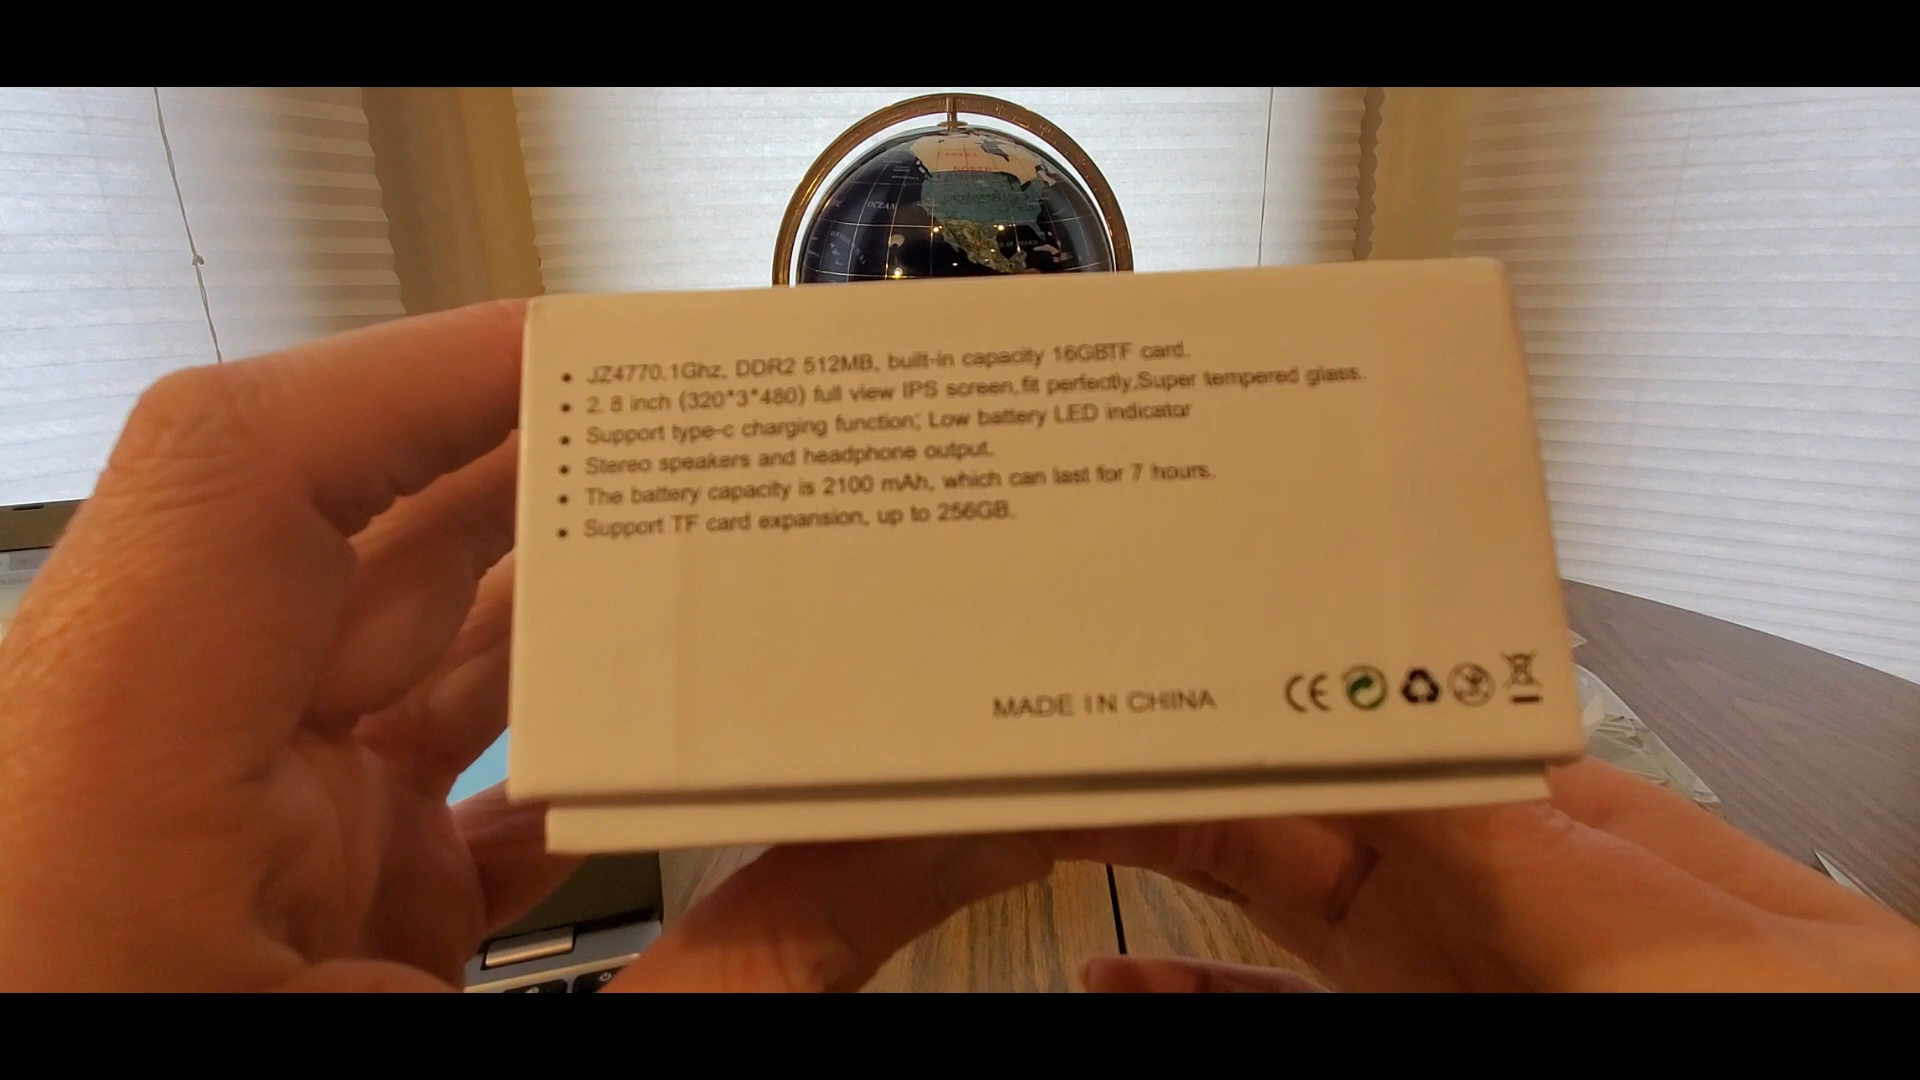 CANADA
NORTH
OCEAN
JZ4770.1Ghz, DDR2 512MB, built-in capacity 16GBTF card.
2.8 inch (320*3*480) full view IPS screen,fit perfectly,Super tempered glass.
Support type-c charging function; Low battery LED indicator
Stereo speakers and headphone output.
The battery capacity is 2100 mAh, which can last for 7 hours.
Support TF card expansion, up to 256GB.
MADE IN CHINA
CE